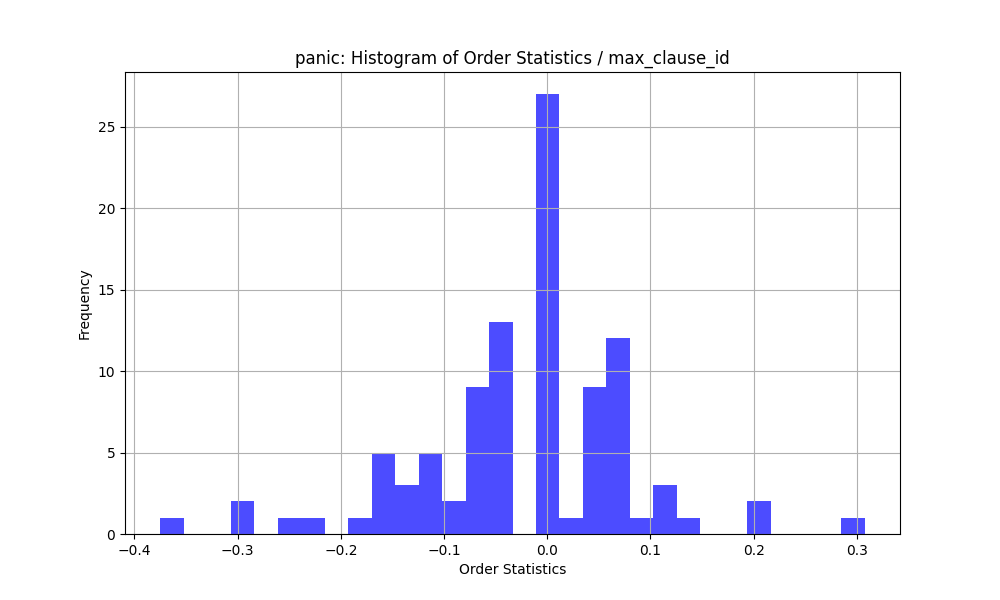 panic: Histogram of Order Statistics / max_clause_id
25
20
15
10
5
0
Frequency
−0.4 −0.3 −0.2 −0.1 0.0 0.1 0.2 0.3
Order Statistics